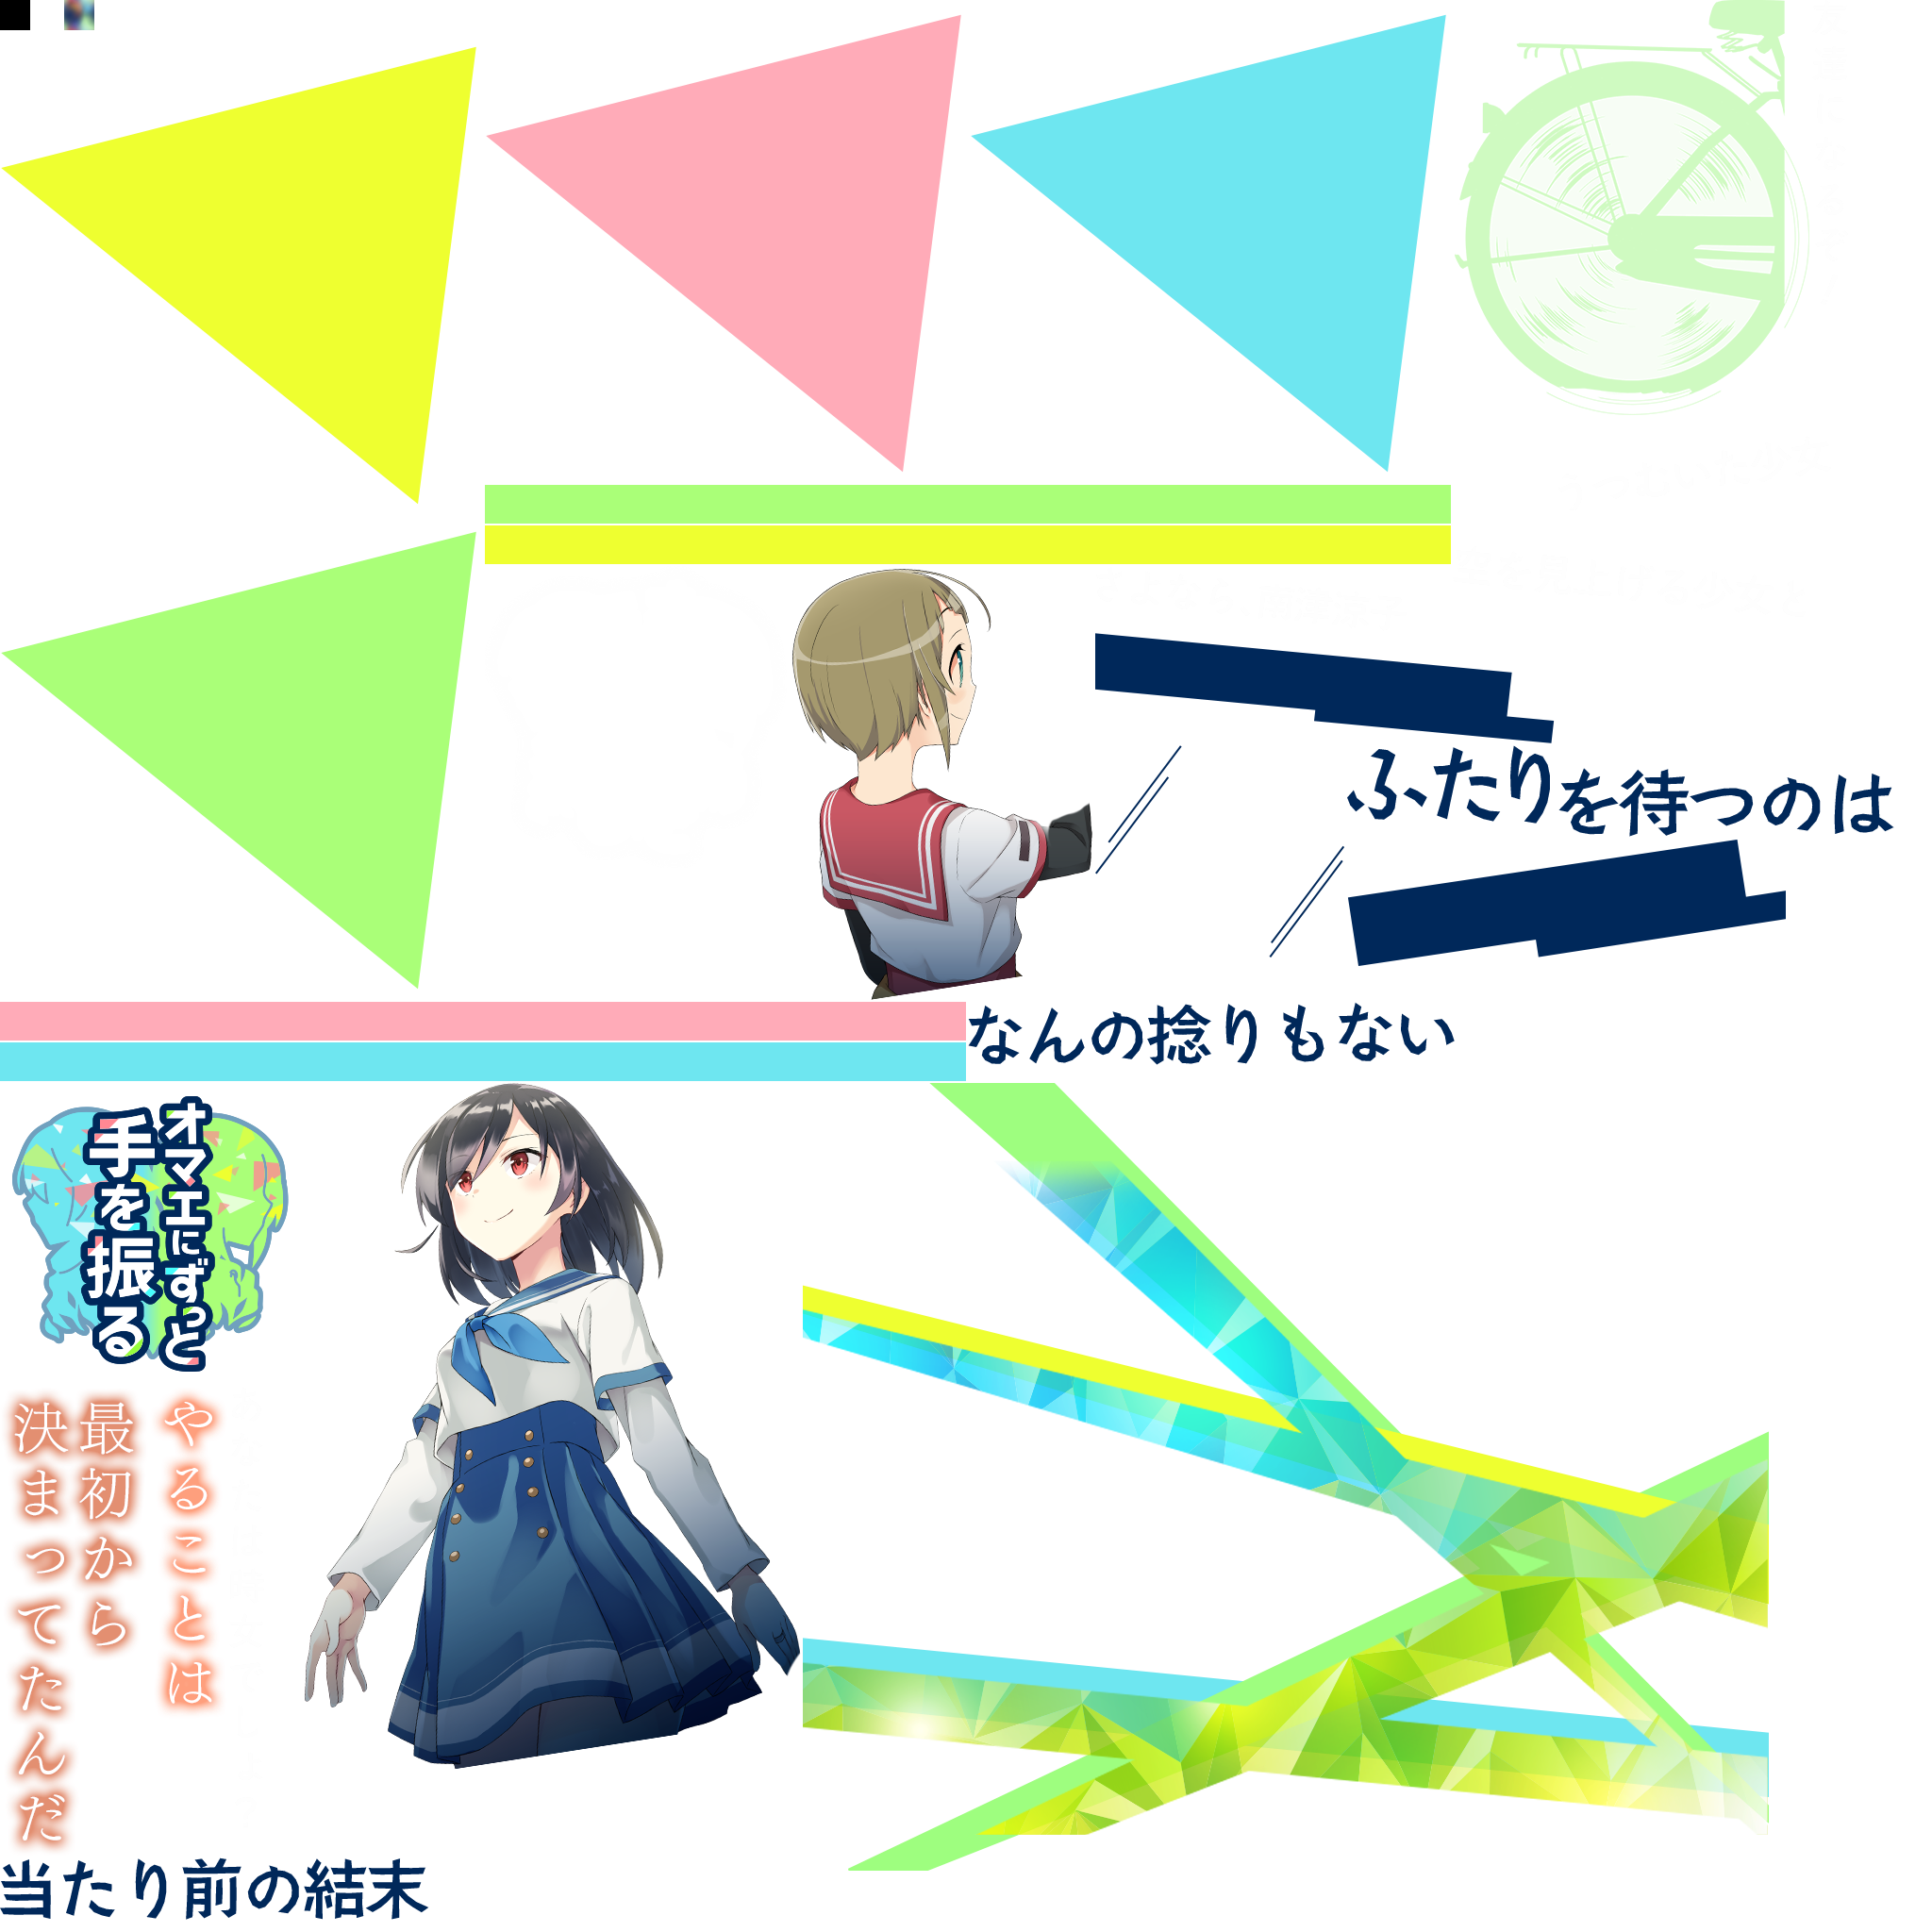 ふたりを待つのは
なんの捻りもない
オマエにずっと
手を振る
やることは
最初から
決まってたんだ
当たり前の結末